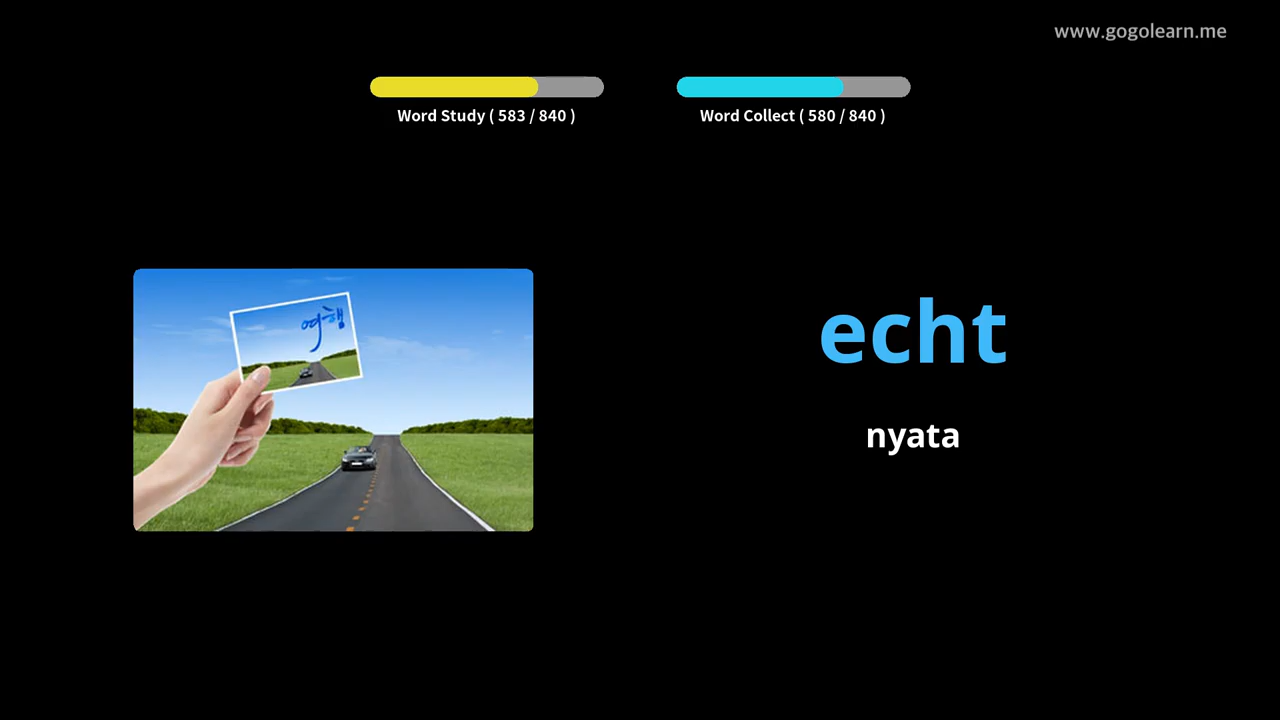 www.gogolearn.me
Word Study ( 583 / 840 )
Word Collect ( 580 / 840 )
여행
echt
nyata